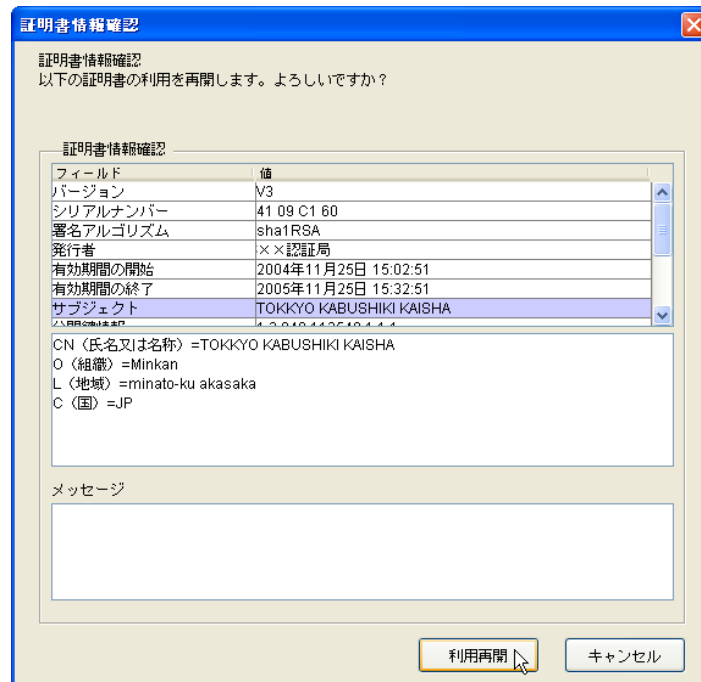 証明書情報確認
証明書情報確認
以下の証明書の利用を再開します。よろしいですか？
証明書情報確認
フィールド 値
バージョン V3
シリアルナンバー 41 09 C1 60
署名アルゴリズム sha1RSA
発行者 ××認証局
有効期間の開始 2004年11月25日 15:02:51
有効期間の終了 2005年11月25日 15:32:51
サブジェクト TOKKYO KABUSHIKI KAISHA
CN（氏名又は名称）=TOKKYO KABUSHIKI KAISHA
O（組織）=Minkan
L（地域）=minato-ku akasaka
C（国）=JP
メッセージ
利用再開 キャンセル